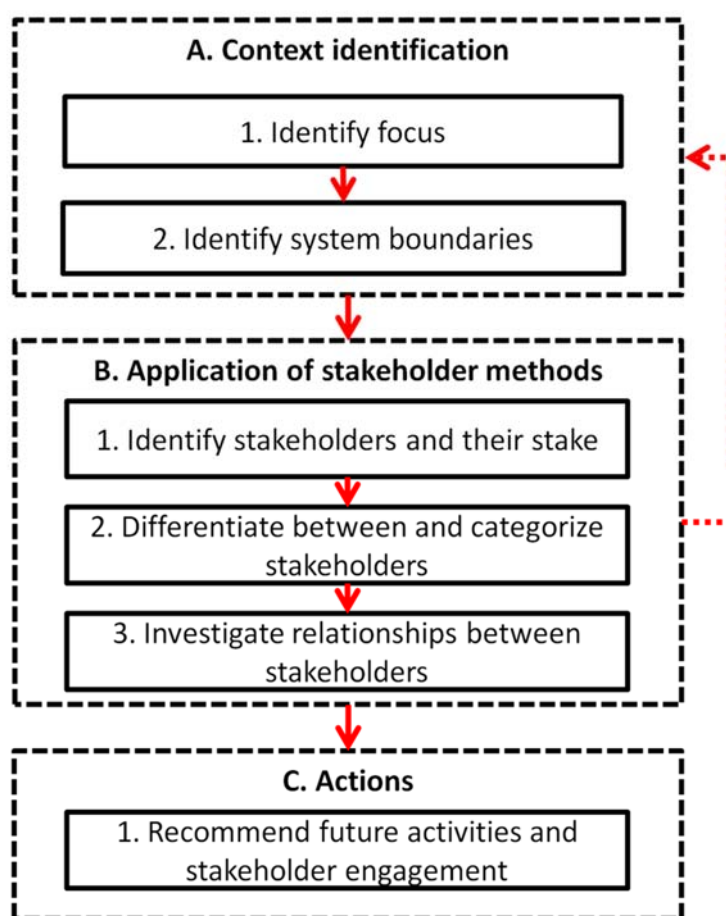 A. Context identification
1. Identify focus
2. Identify system boundaries
B. Application of stakeholder methods
1. Identify stakeholders and their stake
2. Differentiate between and categorize
stakeholders
3. Investigate relationships between
stakeholders
C. Actions
1. Recommend future activities and
stakeholder engagement